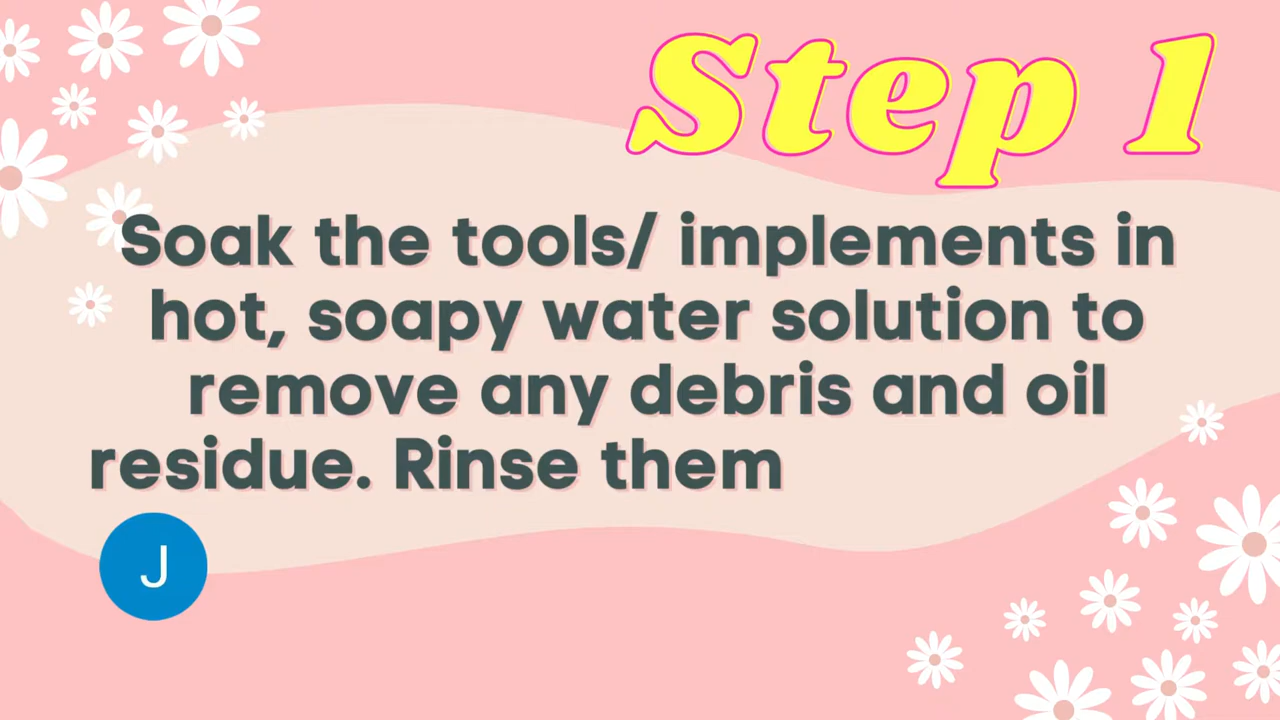 Step 1
Soak the tools/ implements in
hot, soapy water solution to
remove any debris and oil
residue. Rinse them
J